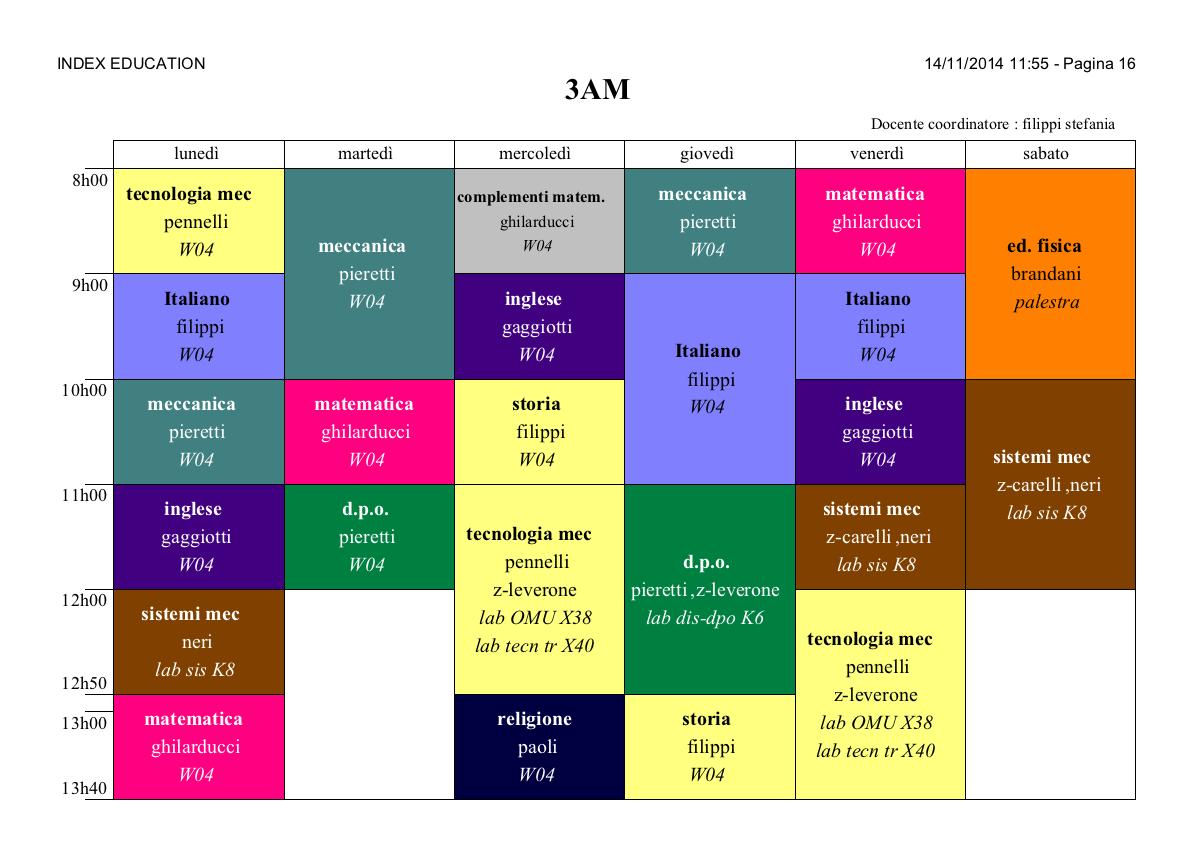 INDEX EDUCATION
14/11/2014 11:55 - Pagina 16
3AM
Docente coordinatore : filippi stefania
lunedì
martedì
mercoledì
giovedì
venerdì
sabato
8h00
9h00
10h00
11h00
12h00
12h50
13h00
13h40
tecnologia mec
pennelli
W04
Italiano
filippi
W04
meccanica
pieretti
W04
inglese
gaggiotti
W04
sistemi mec
neri
lab sis K8
matematica
ghilarducci
W04
meccanica
pieretti
W04
matematica
ghilarducci
W04
d.p.o.
pieretti
W04
complementi matem.
ghilarducci
W04
inglese
gaggiotti
W04
storia
filippi
W04
tecnologia mec
pennelli
z-leverone
lab OMU X38
lab tecn tr X40
religione
paoli
W04
meccanica
pieretti
W04
Italiano
filippi
W04
d.p.o.
pieretti ,z-leverone
lab dis-dpo K6
storia
filippi
W04
matematica
ghilarducci
W04
Italiano
filippi
W04
inglese
gaggiotti
W04
sistemi mec
z-carelli ,neri
lab sis K8
tecnologia mec
pennelli
z-leverone
lab OMU X38
lab tecn tr X40
ed. fisica
brandani
palestra
sistemi mec
z-carelli ,neri
lab sis K8